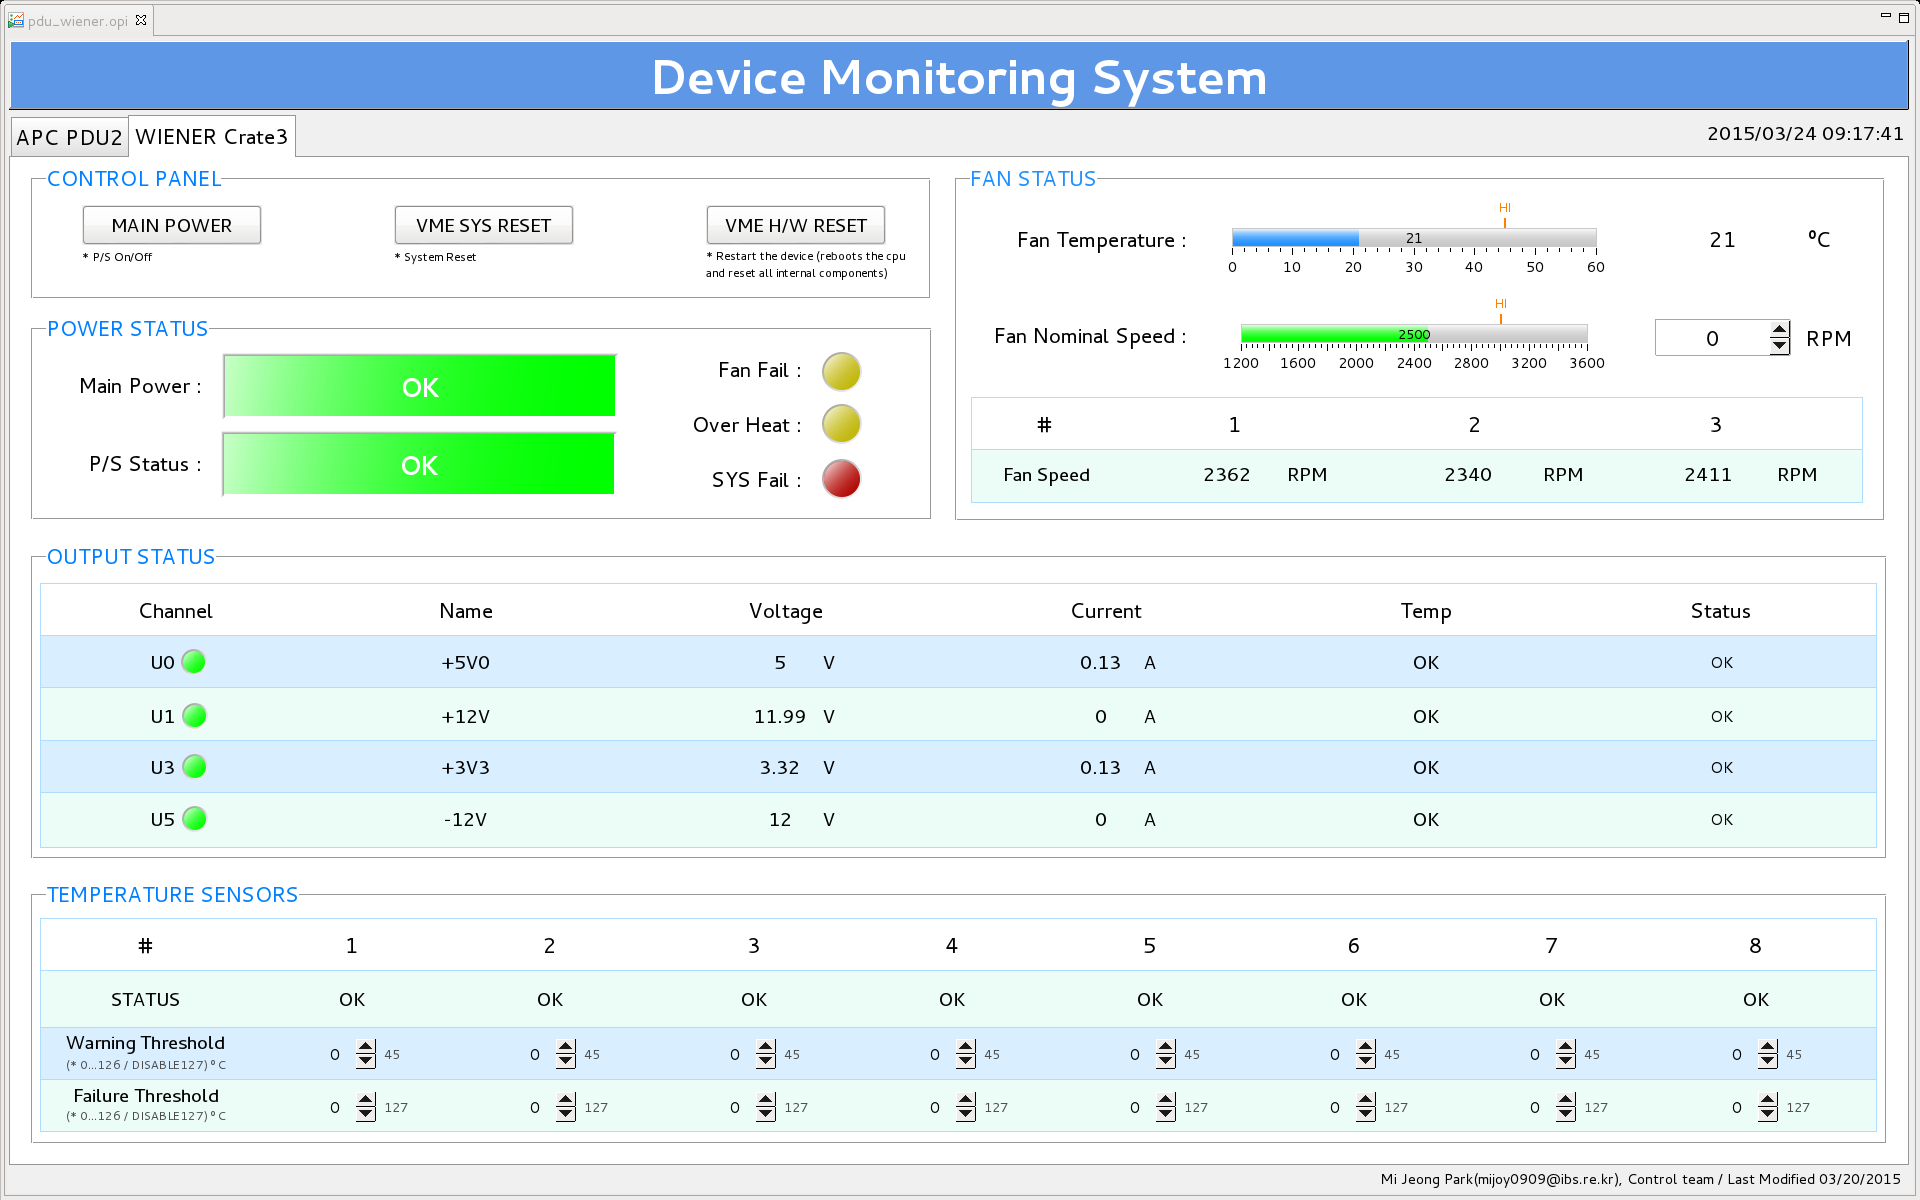 pdu_wiener.opi
Device Monitoring System
APC PDU2 WIENER Crate3 2015/03/24 09:17:41
CONTROL PANEL
MAIN POWER VME SYS RESET VME H/W RESET
* P/S On/Off * System Reset * Restart the device (reboots the cpu
and reset all internal components)
POWER STATUS
Main Power : OK
P/S Status : OK
Fan Fail :
Over Heat :
SYS Fail :
FAN STATUS
HI
Fan Temperature : 21 21 ºC
0 10 20 30 40 50 60
HI
Fan Nominal Speed : 2500 0 RPM
1200 1600 2000 2400 2800 3200 3600
# 1 2 3
Fan Speed 2362 RPM 2340 RPM 2411 RPM
OUTPUT STATUS
Channel Name Voltage Current Temp Status
U0 +5V0 5 V 0.13 A OK OK
U1 +12V 11.99 V 0 A OK OK
U3 +3V3 3.32 V 0.13 A OK OK
U5 -12V 12 V 0 A OK OK
TEMPERATURE SENSORS
# 1 2 3 4 5 6 7 8
STATUS OK OK OK OK OK OK OK OK
Warning Threshold 0 45 0 45 0 45 0 45 0 45 0 45 0 45 0 45
(* 0...126 / DISABLE127) º C
Failure Threshold 0 127 0 127 0 127 0 127 0 127 0 127 0 127 0 127
(* 0...126 / DISABLE127) º C
Mi Jeong Park(mijoy0909@ibs.re.kr), Control team / Last Modified 03/20/2015